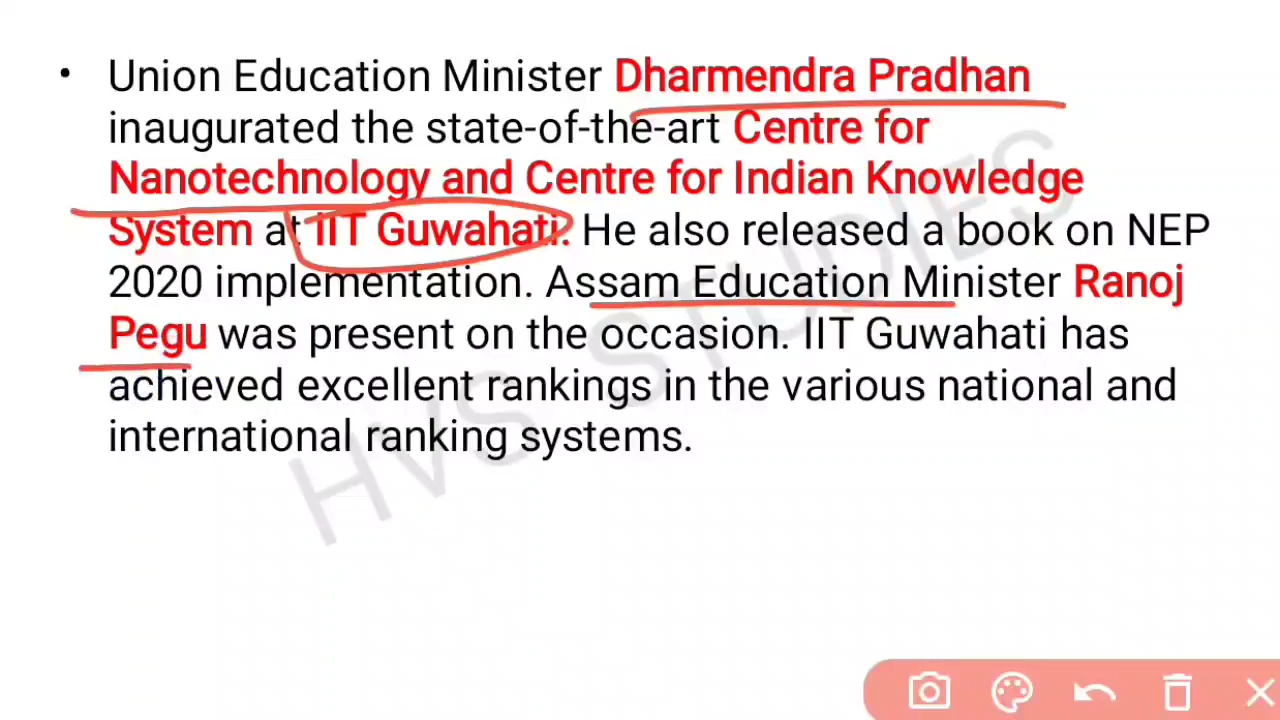 • Union Education Minister Dharmendra Pradhan
inaugurated the state-of-the-art Centre for
Nanotechnology and Centre for Indian Knowledge
System at IIT Guwahati. He also released a book on NEP
2020 implementation. Assam Education Minister Ranoj
Pegu was present on the occasion. IIT Guwahati has
achieved excellent rankings in the various national and
international ranking systems.
HVS STUDIES